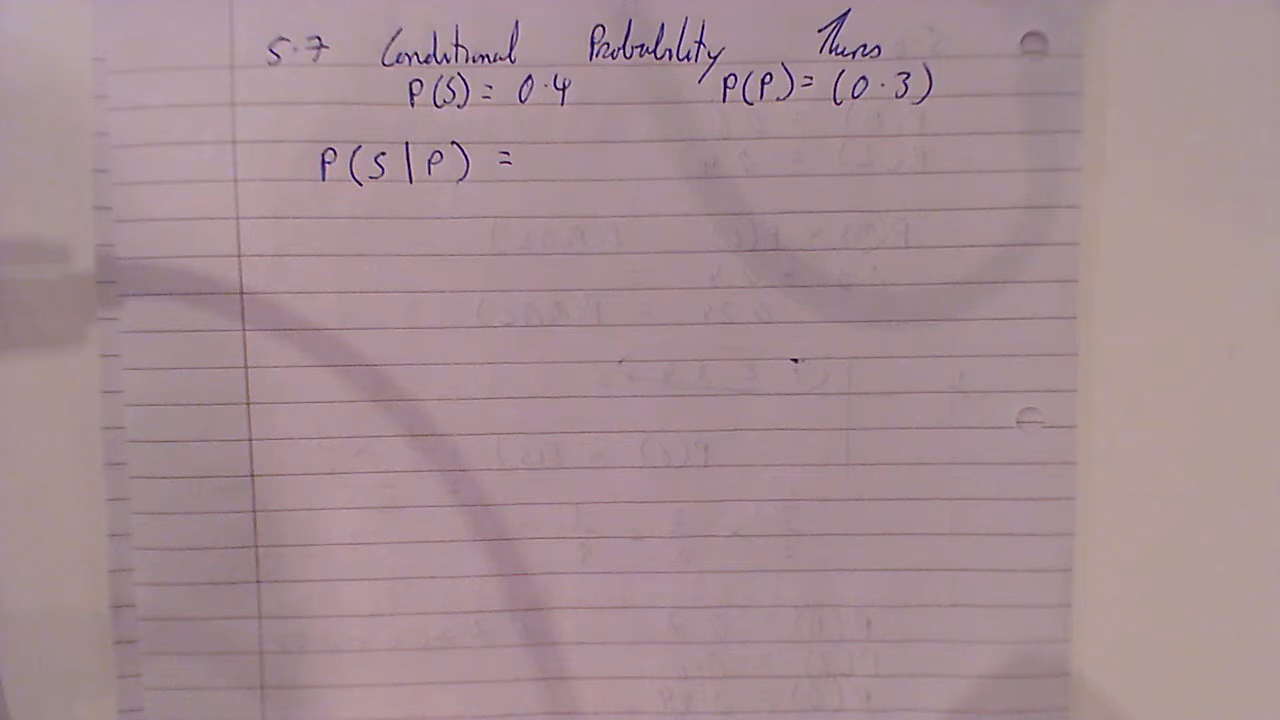 5.7 Conditional Probability Thurs
P(S) = 0.4 P(P) = (0.3)
P(S|P) =